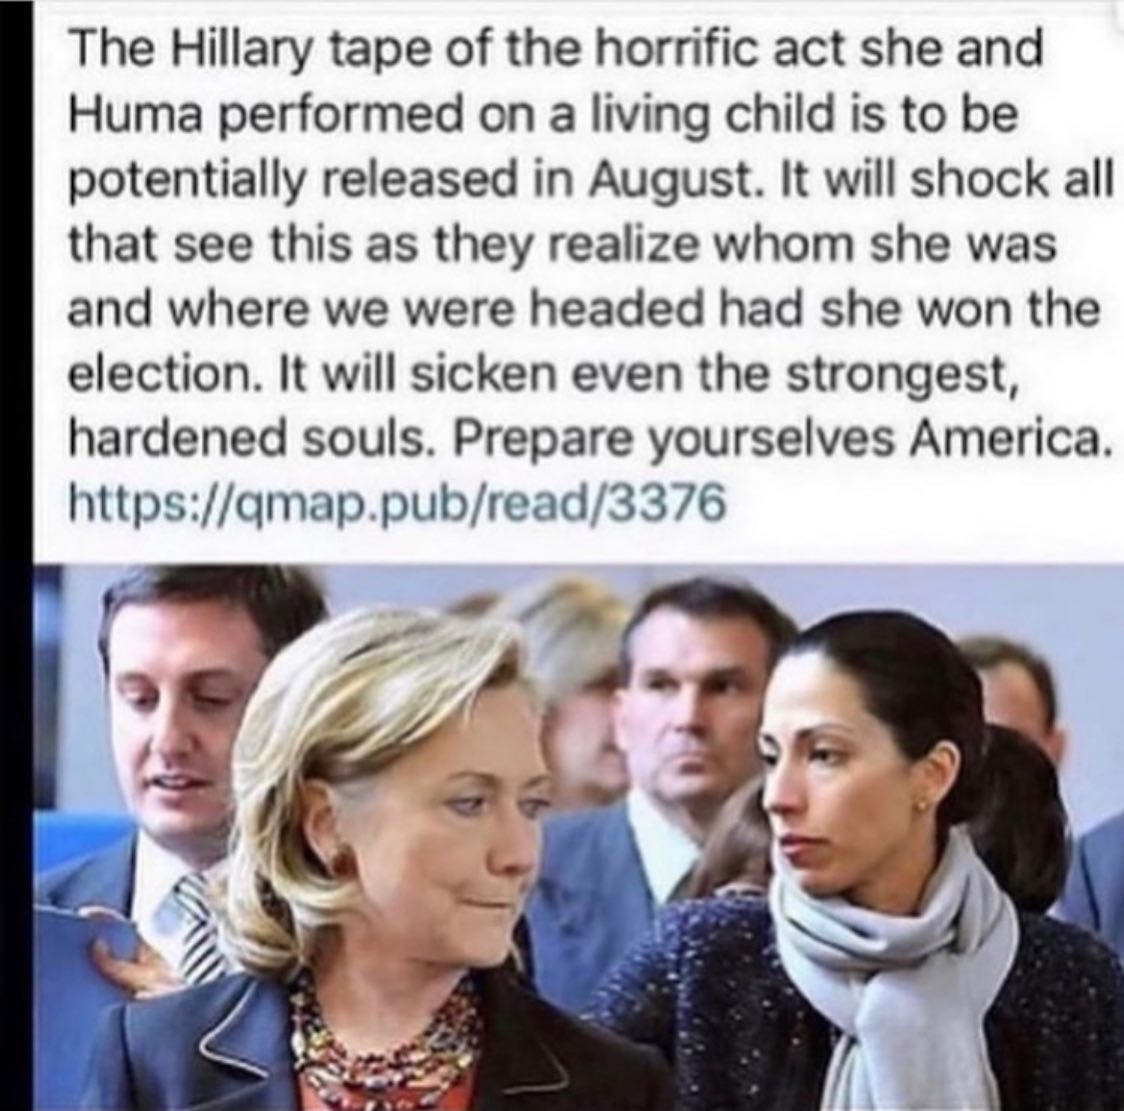 The Hillary tape of the horrific act she and
Huma performed on a living child is to be
potentially released in August. It will shock all
that see this as they realize whom she was
and where we were headed had she won the
election. It will sicken even the strongest,
hardened souls. Prepare yourselves America.
https://qmap.pub/read/3376